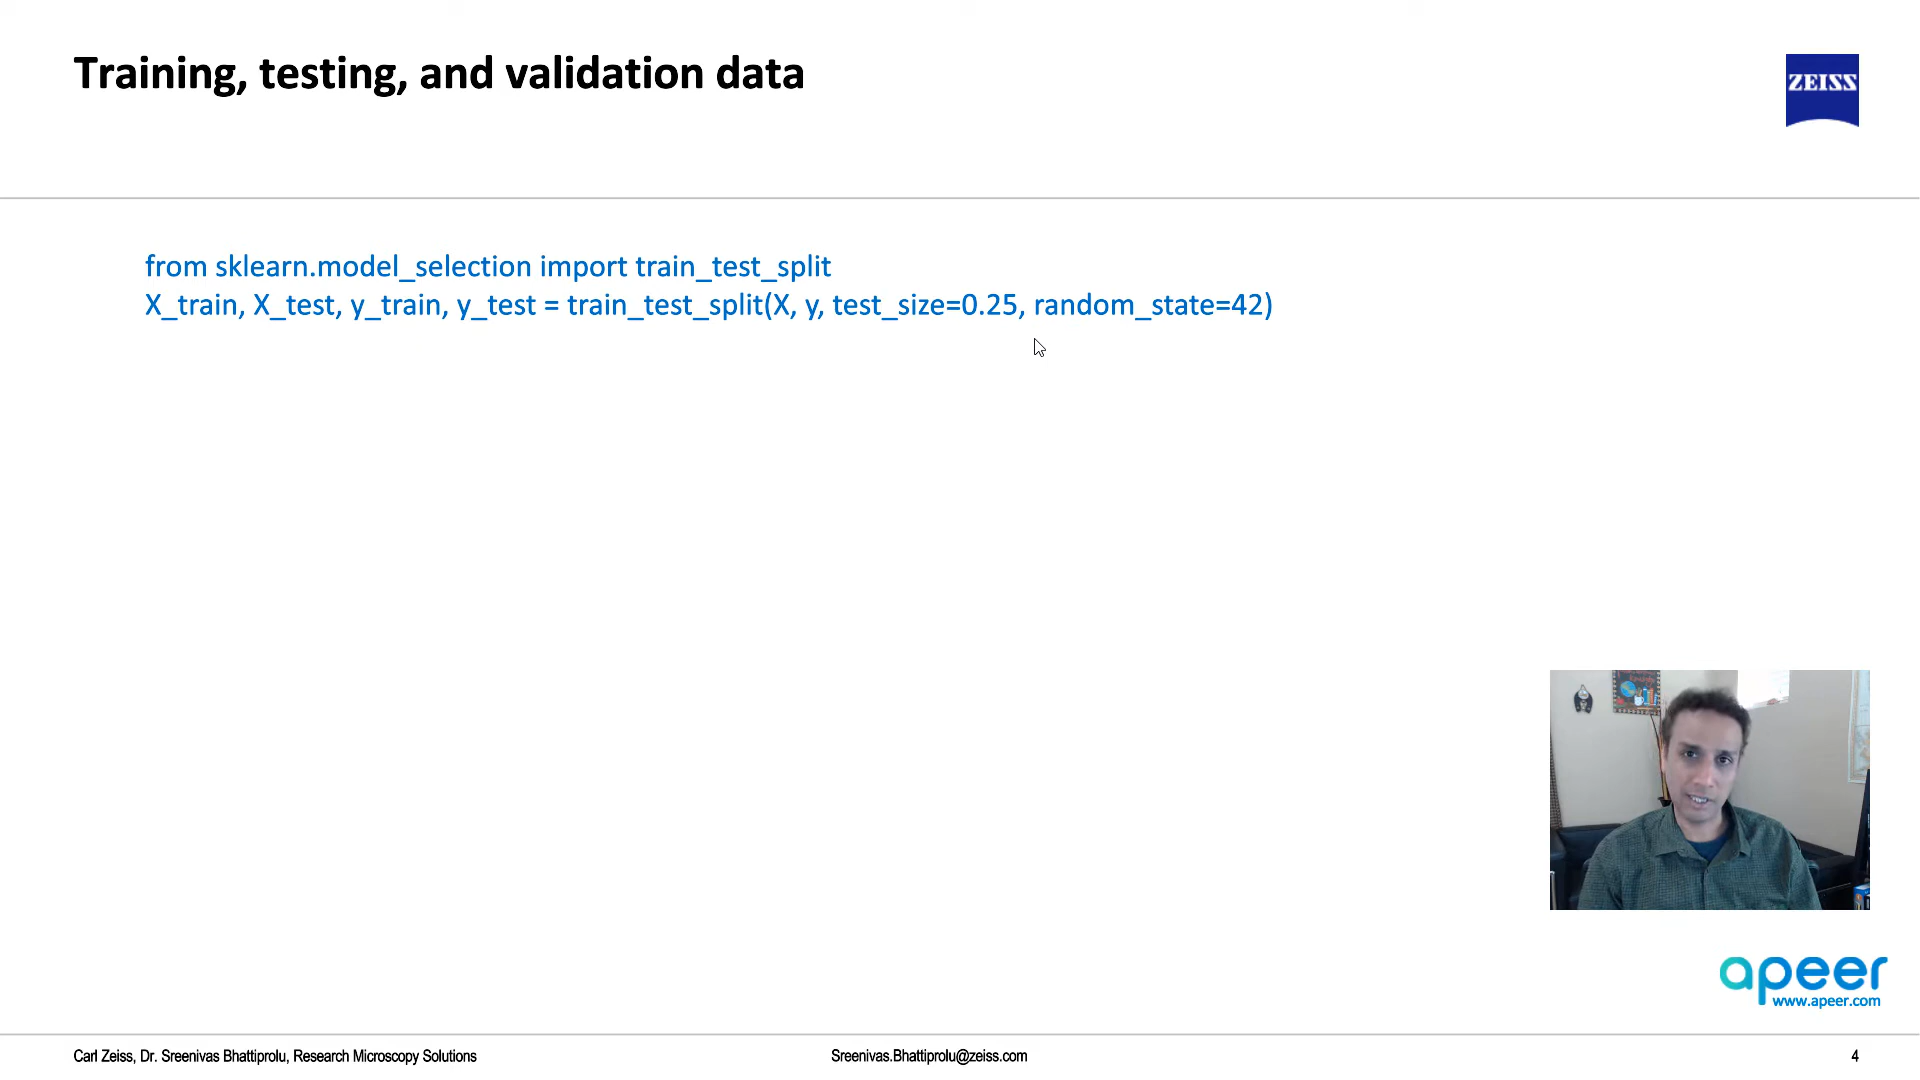 Training, testing, and validation data
ZEISS
from sklearn.model_selection import train_test_split
X_train, X_test, y_train, y_test = train_test_split(X, y, test_size=0.25, random_state=42)
apeer
www.apeer.com
Carl Zeiss, Dr. Sreenivas Bhattiprolu, Research Microscopy Solutions
Sreenivas.Bhattiprolu@zeiss.com
4